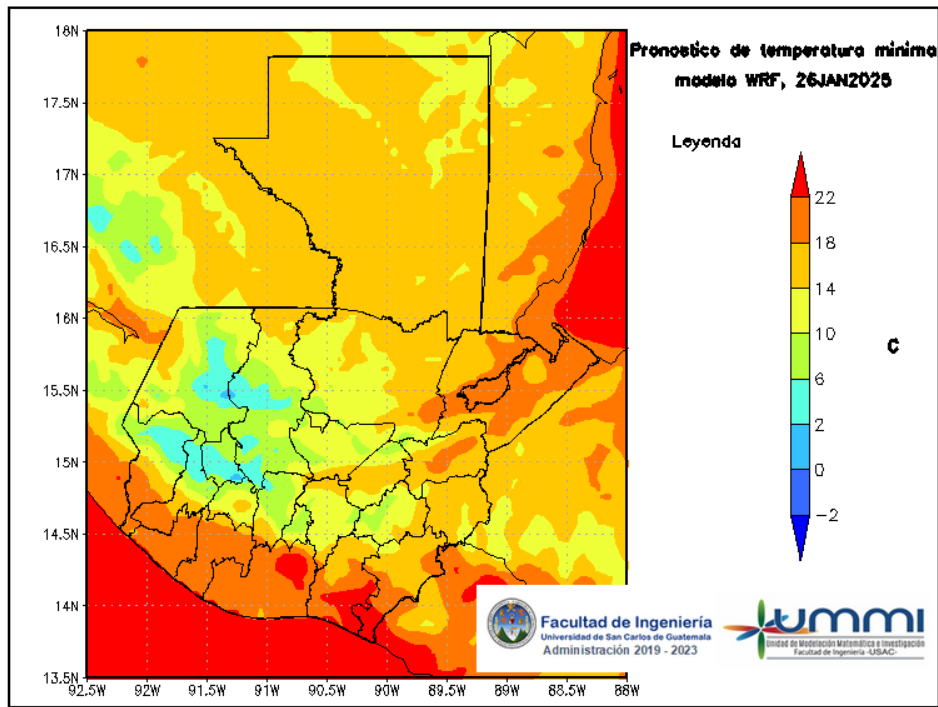 Pronostico de temperatura minima
modelo WRF, 26JAN2025
Leyenda
22
18
14
10
6
2
0
−2
C
18N
17.5N
17N
16.5N
16N
15.5N
15N
14.5N
14N
13.5N
92.5W
92W
91.5W
91W
90.5W
90W
89.5W
89W
88.5W
88W
Facultad de Ingeniería
Universidad de San Carlos de Guatemala
Administración 2019 - 2023
UMMI
Unidad de Modelación Matemática e Investigación
Facultad de Ingeniería -USAC-